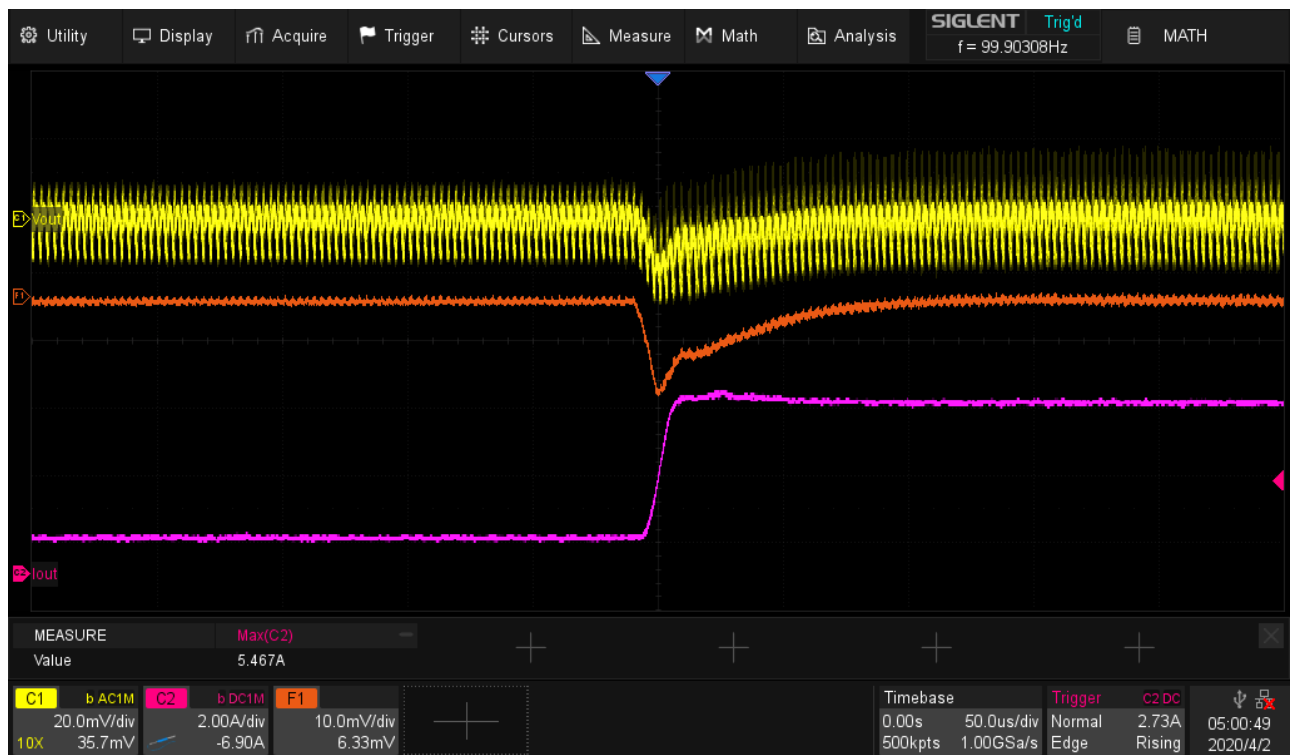 Utility Display Acquire Trigger Cursors Measure Math Analysis SIGLENT Trig'd MATH
f = 99.90308Hz
C1 Vout
F1
C2 Iout
MEASURE Max(C2)
Value 5.467A
C1 b AC1M C2 b DC1M F1 Timebase Trigger C2 DC
20.0mV/div 2.00A/div 10.0mV/div 0.00s 50.0us/div Normal 2.73A 05:00:49
10X 35.7mV -6.90A 6.33mV 500kpts 1.00GSa/s Edge Rising 2020/4/2